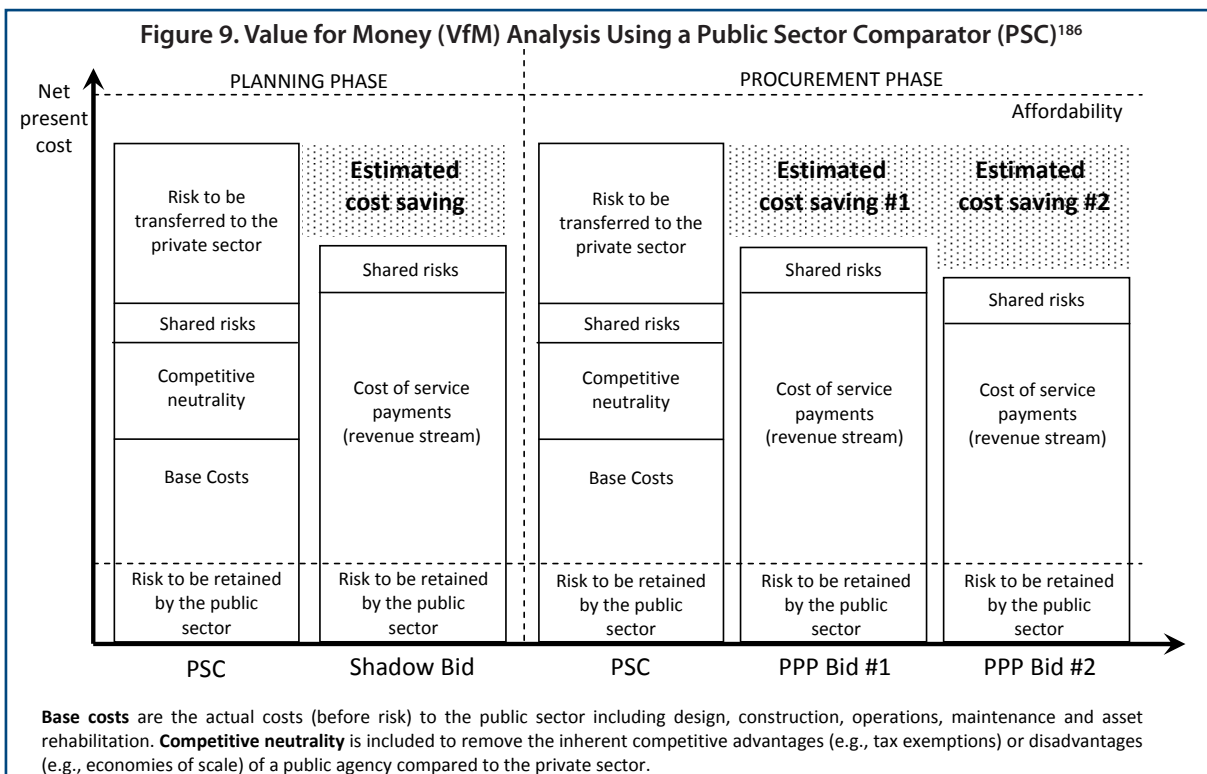 Figure 9. Value for Money (VfM) Analysis Using a Public Sector Comparator (PSC)186
PLANNING PHASE
PROCUREMENT PHASE
Net
present
cost
Affordability
Risk to be
transferred to the
private sector
Shared risks
Competitive
neutrality
Base Costs
Risk to be retained
by the public
sector
PSC
Estimated
cost saving
Shared risks
Cost of service
payments
(revenue stream)
Risk to be retained
by the public
sector
Shadow Bid
Risk to be
transferred to the
private sector
Shared risks
Competitive
neutrality
Base Costs
Risk to be retained
by the public
sector
PSC
Estimated
cost saving #1
Shared risks
Cost of service
payments
(revenue stream)
Risk to be retained
by the public
sector
PPP Bid #1
Estimated
cost saving #2
Shared risks
Cost of service
payments
(revenue stream)
Risk to be retained
by the public
sector
PPP Bid #2
Base costs are the actual costs (before risk) to the public sector including design, construction, operations, maintenance and asset
rehabilitation. Competitive neutrality is included to remove the inherent competitive advantages (e.g., tax exemptions) or disadvantages
(e.g., economies of scale) of a public agency compared to the private sector.